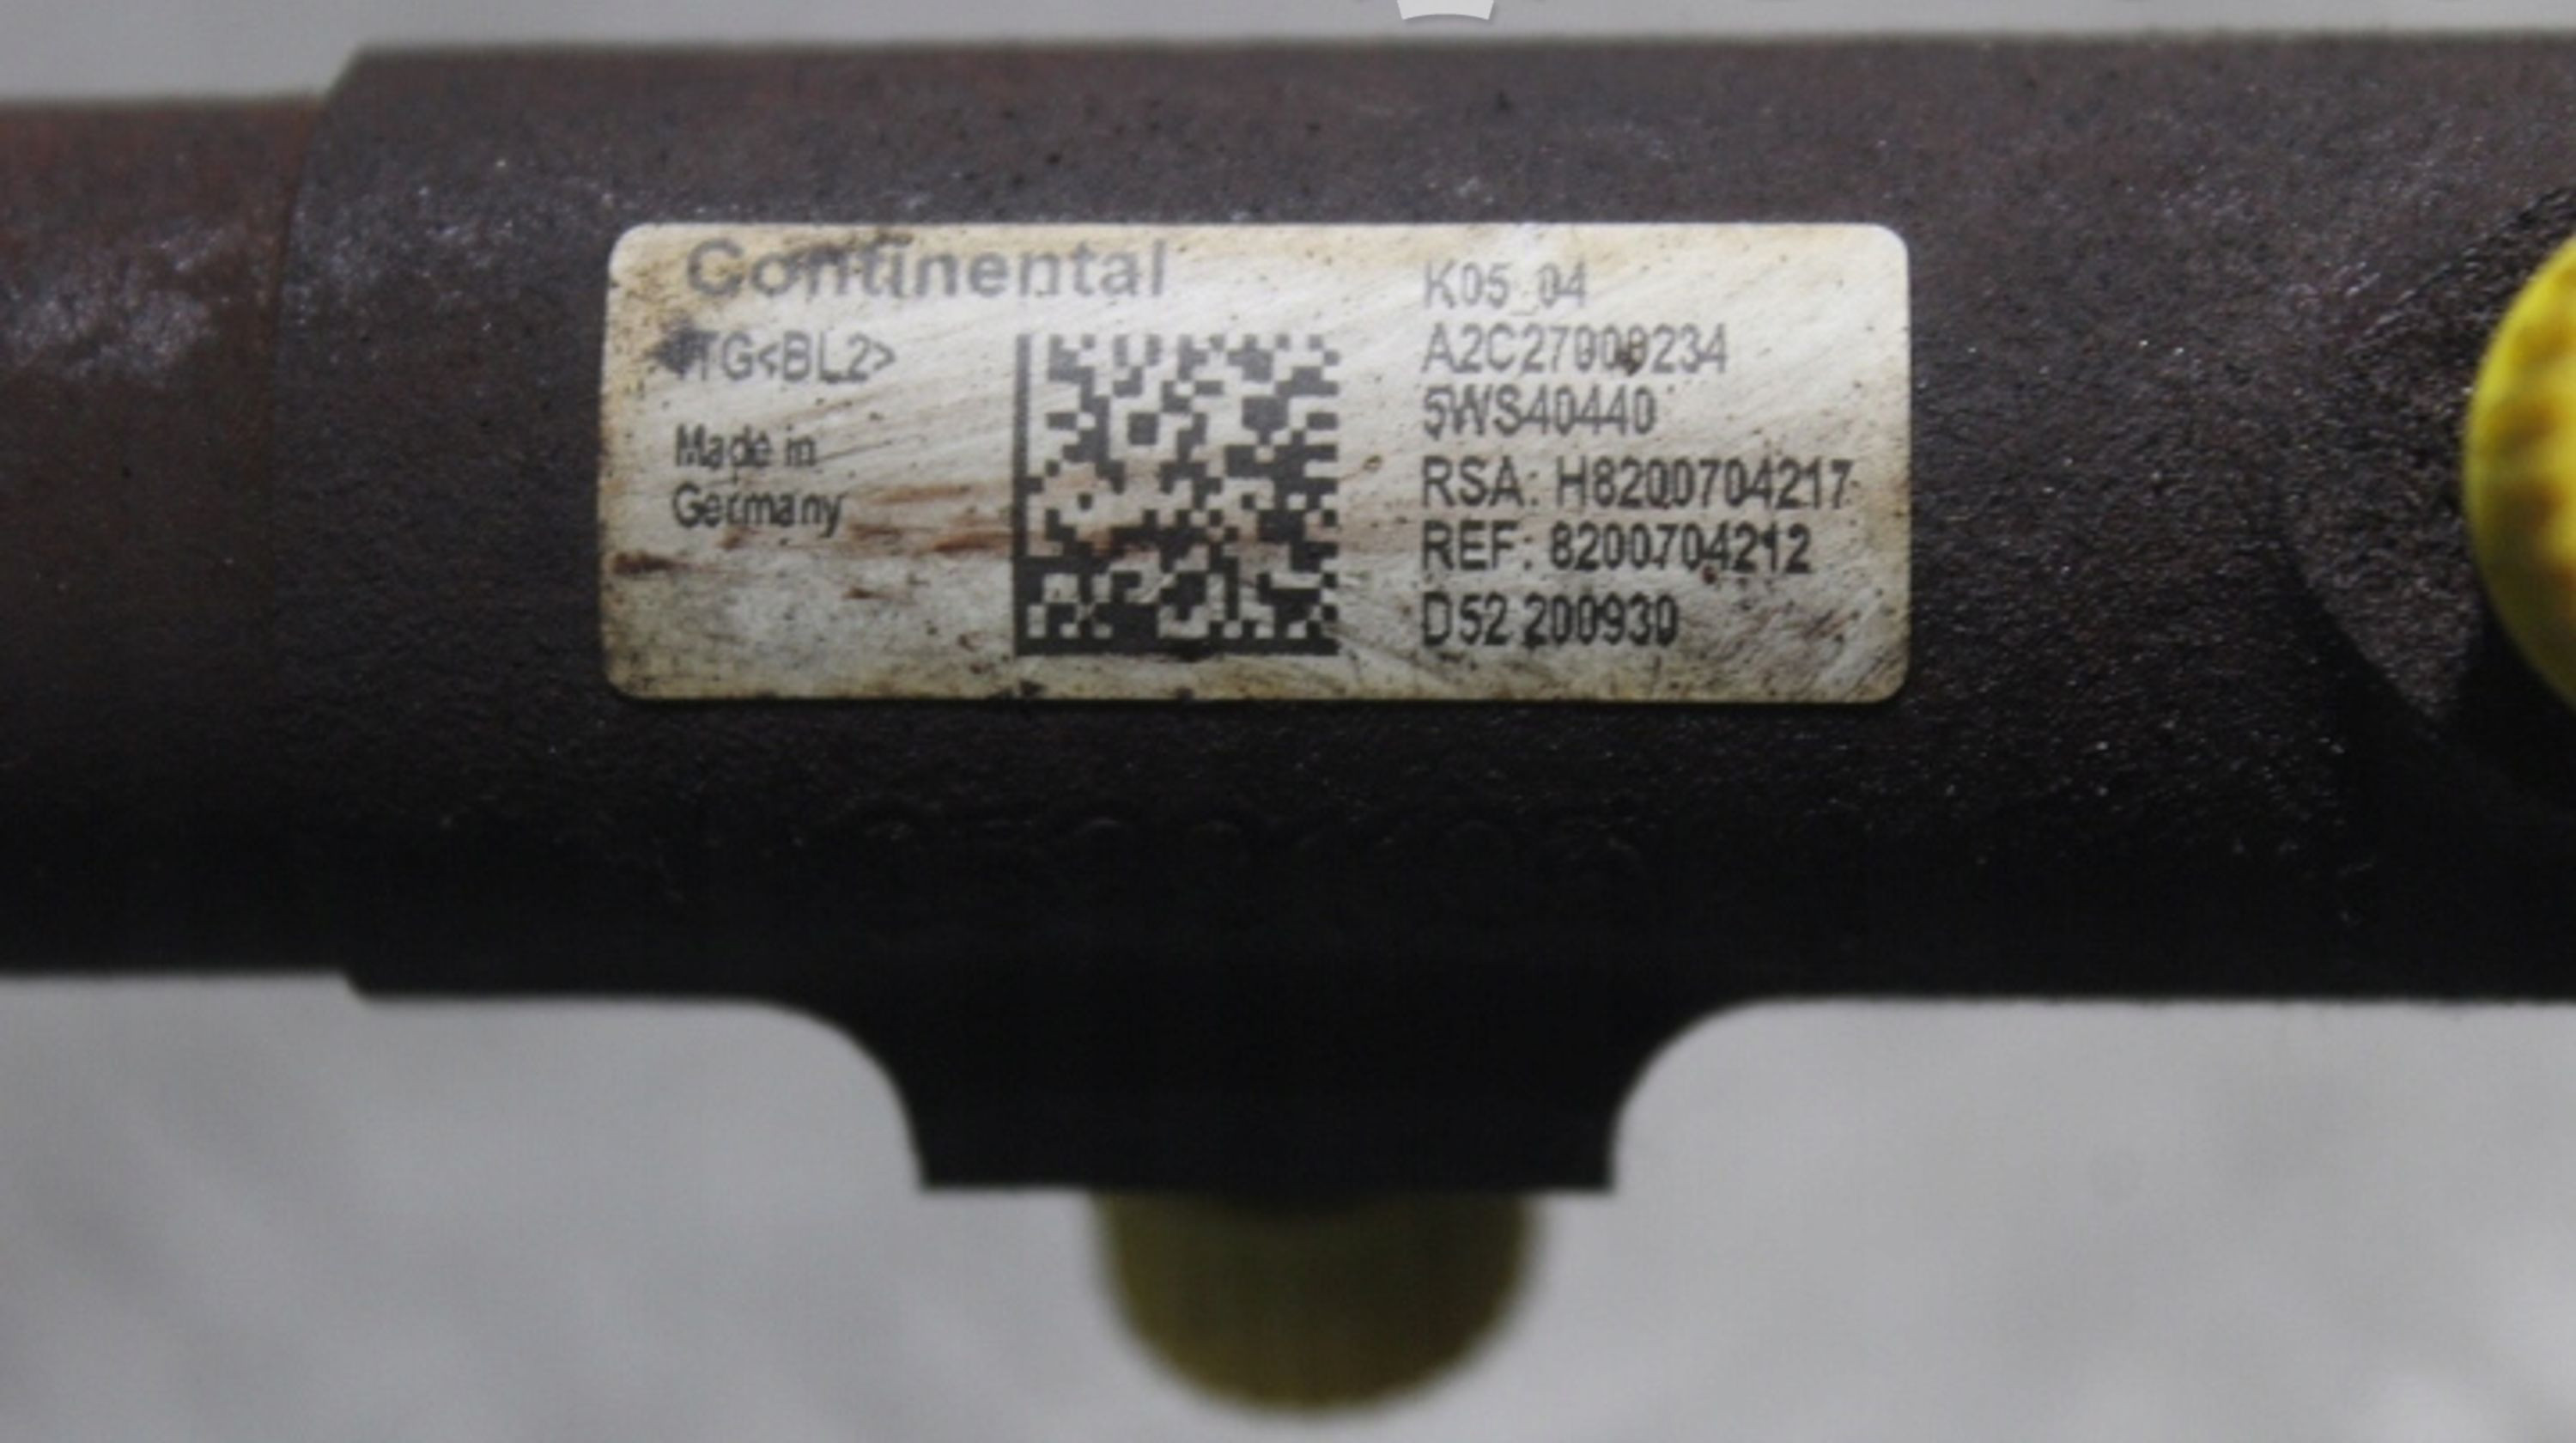 Continental
TG<BL2>
Made in
Germany
K05_04
A2C27000234
5WS40440
RSA: H8200704217
REF: 8200704212
D52 200930